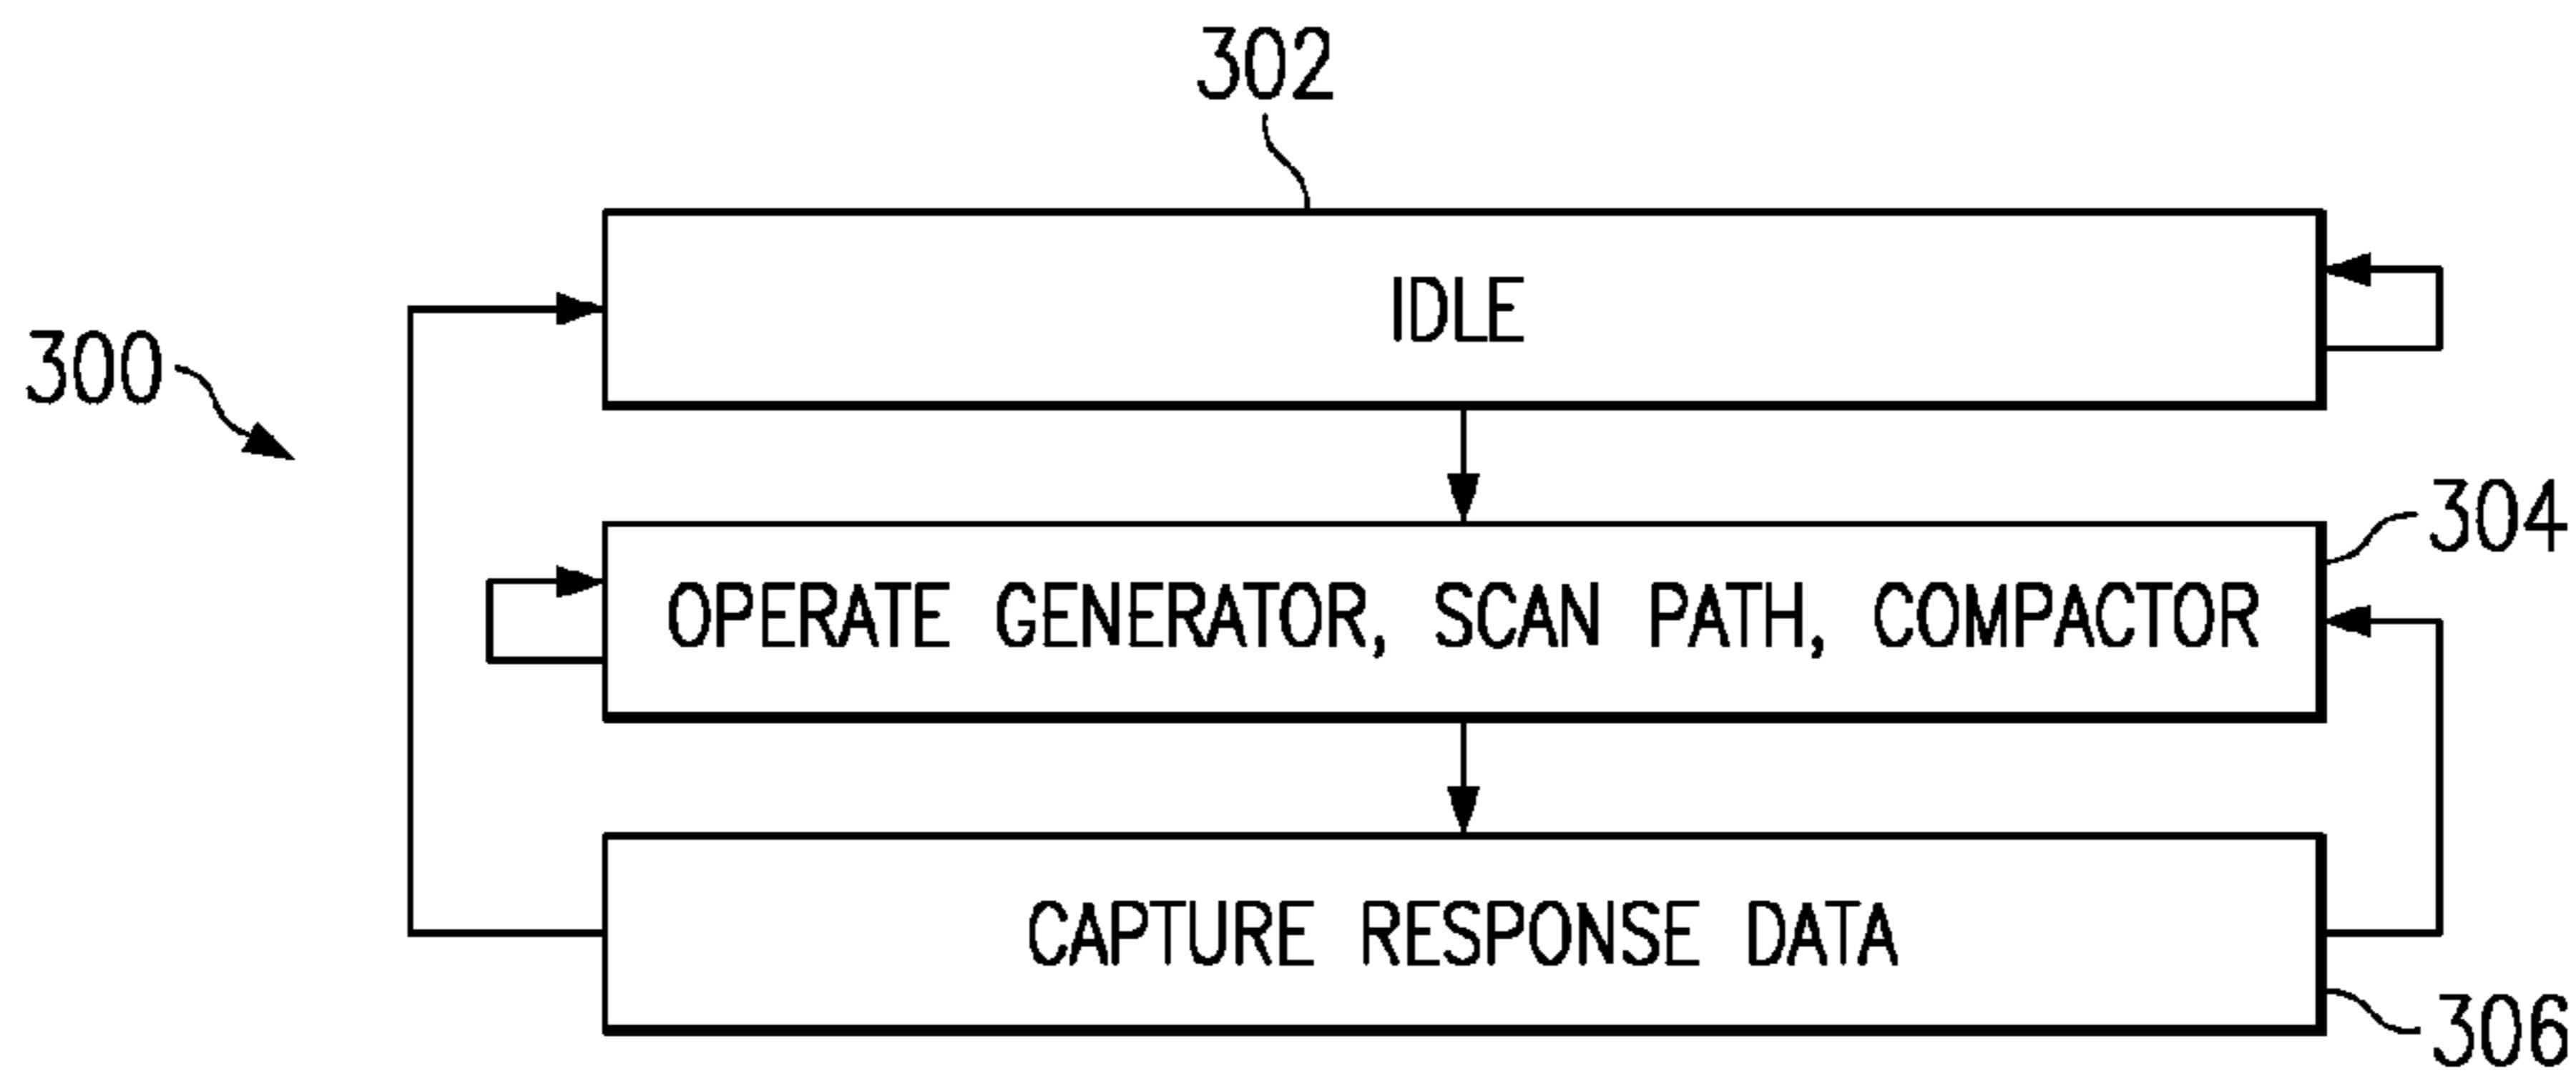 302
IDLE
300
304
OPERATE GENERATOR, SCAN PATH, COMPACTOR
CAPTURE RESPONSE DATA
306